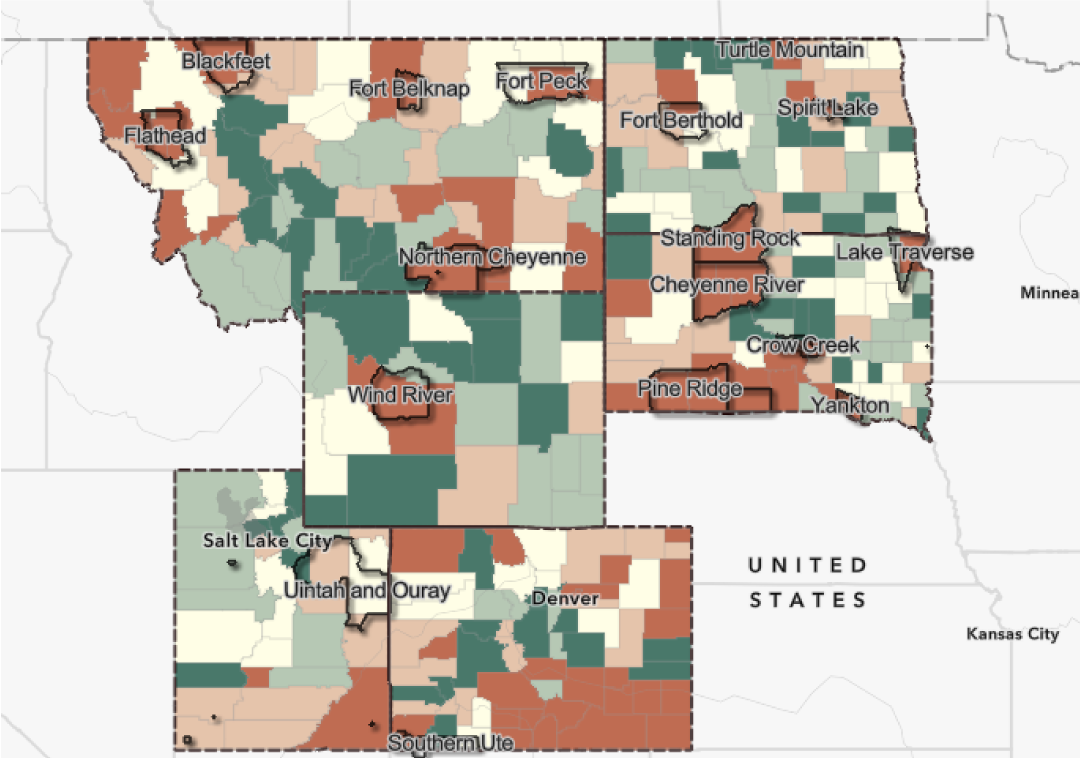 Turtle Mountain
Blackfeet
Fort Belknap
Fort Peck
Spirit Lake
Fort Berthold
Flathead
Standing Rock
Lake Traverse
Northern Cheyenne
Cheyenne River
Minnea
Crow Creek
Pine Ridge
Wind River
Yankton
Salt Lake City
UNITED
STATES
Uintah and Ouray
Denver
Kansas City
Southern Ute